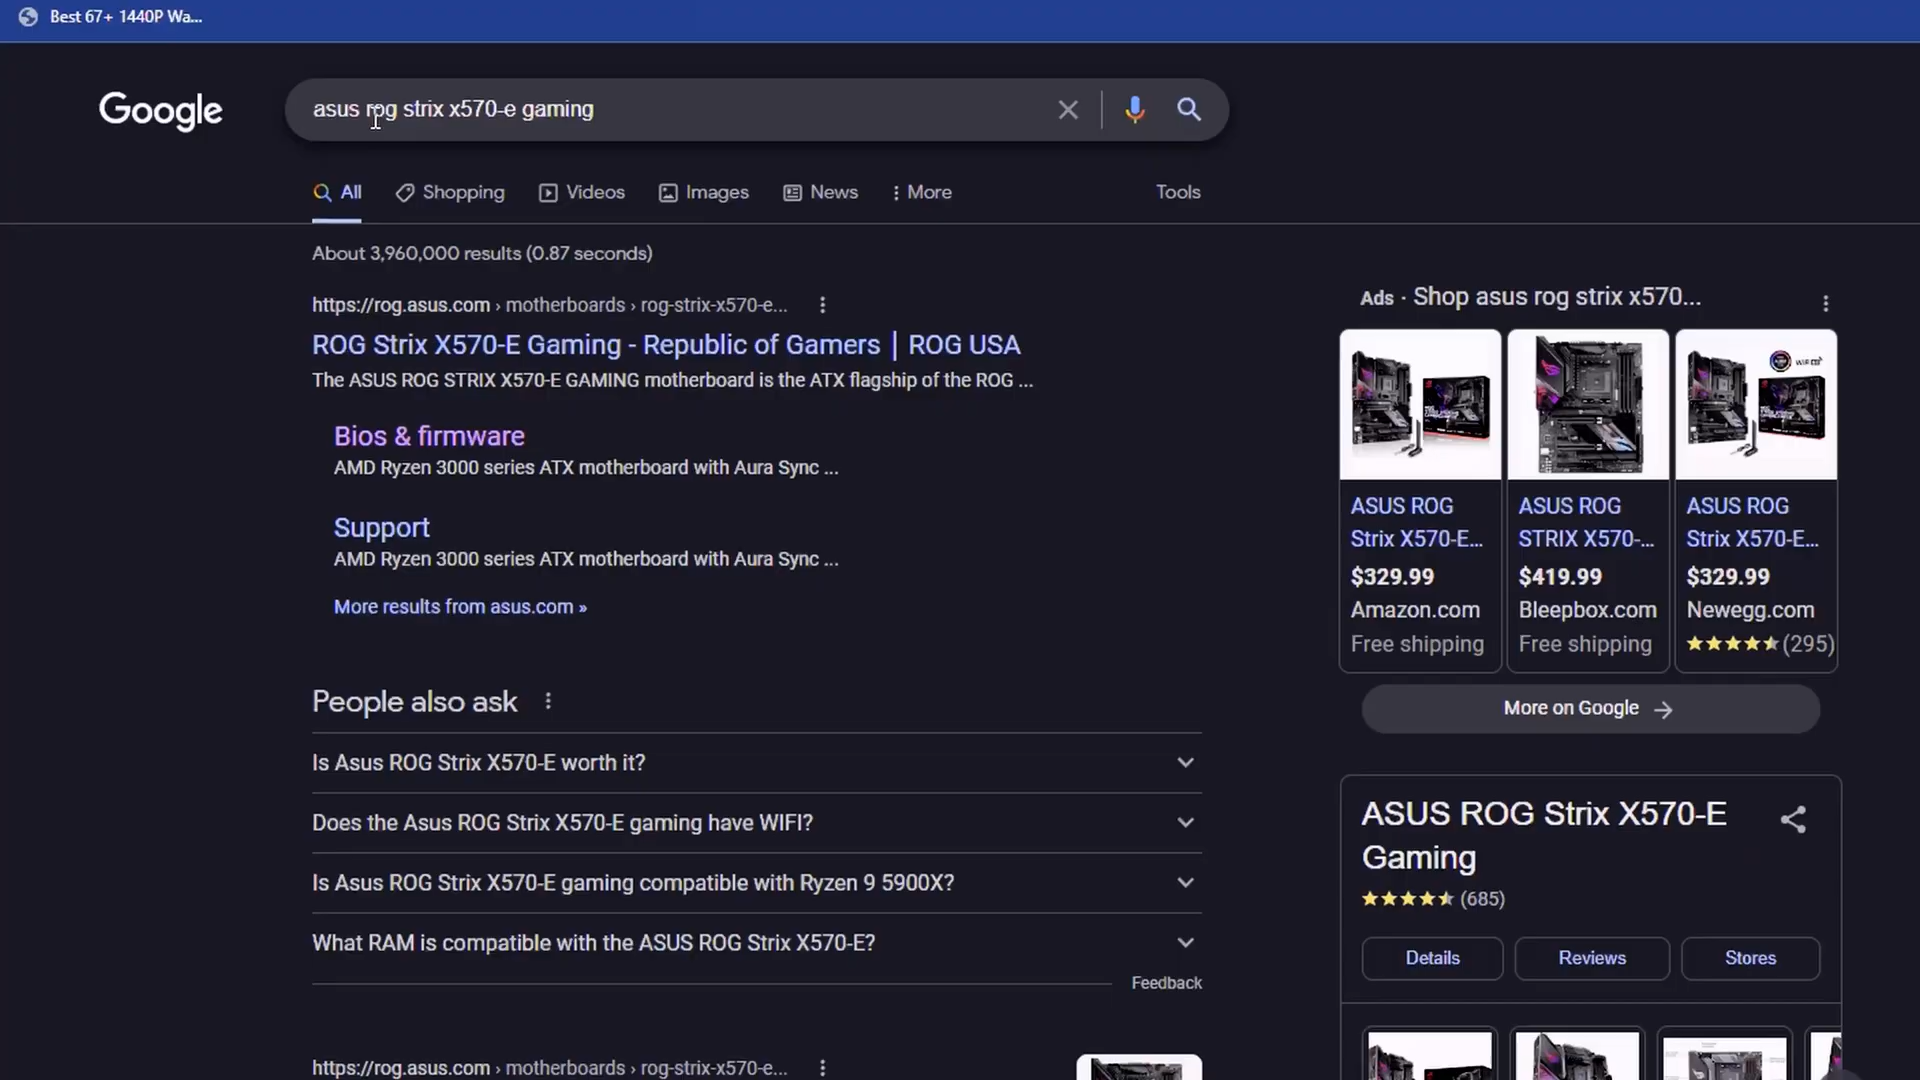 Best 67+ 1440P Wa...
Google
asus rog strix x570-e gaming
All
Shopping
Videos
Images
News
More
Tools
About 3,960,000 results (0.87 seconds)
https://rog.asus.com › motherboards › rog-strix-x570-e...
ROG Strix X570-E Gaming - Republic of Gamers | ROG USA
The ASUS ROG STRIX X570-E GAMING motherboard is the ATX flagship of the ROG ...
Bios & firmware
AMD Ryzen 3000 series ATX motherboard with Aura Sync ...
Support
AMD Ryzen 3000 series ATX motherboard with Aura Sync ...
More results from asus.com »
People also ask
Is Asus ROG Strix X570-E worth it?
Does the Asus ROG Strix X570-E gaming have WIFI?
Is Asus ROG Strix X570-E gaming compatible with Ryzen 9 5900X?
What RAM is compatible with the ASUS ROG Strix X570-E?
Feedback
https://rog.asus.com › motherboards › rog-strix-x570-e...
Ads · Shop asus rog strix x570...
ASUS ROG
Strix X570-E...
$329.99
Amazon.com
Free shipping
ASUS ROG
STRIX X570-...
$419.99
Bleepbox.com
Free shipping
ASUS ROG
Strix X570-E...
$329.99
Newegg.com
(295)
More on Google
ASUS ROG Strix X570-E
Gaming
(685)
Details
Reviews
Stores